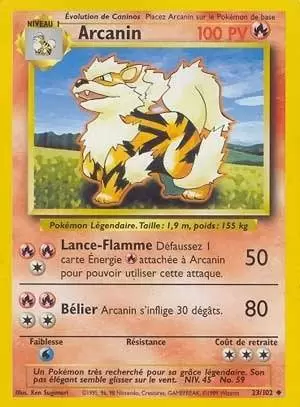 Évolution de Caninos Placez Arcanin sur le Pokémon de base
NIVEAU 1
Arcanin 100 PV
Pokémon Légendaire. Taille : 1,9 m, poids : 155 kg
Lance-Flamme Défaussez 1
carte Énergie attachée à Arcanin
pour pouvoir utiliser cette attaque.
50
Bélier Arcanin s'inflige 30 dégâts.
80
Faiblesse Résistance Coût de retraite
Un Pokémon très recherché pour sa grâce légendaire. Son
pas élégant semble glisser sur le vent. NIV. 45 No. 59
Illus. Ken Sugimori ©1995, 96, 98 Nintendo, Creatures, GAMEFREAK. ©1999 Wizards. 23/102